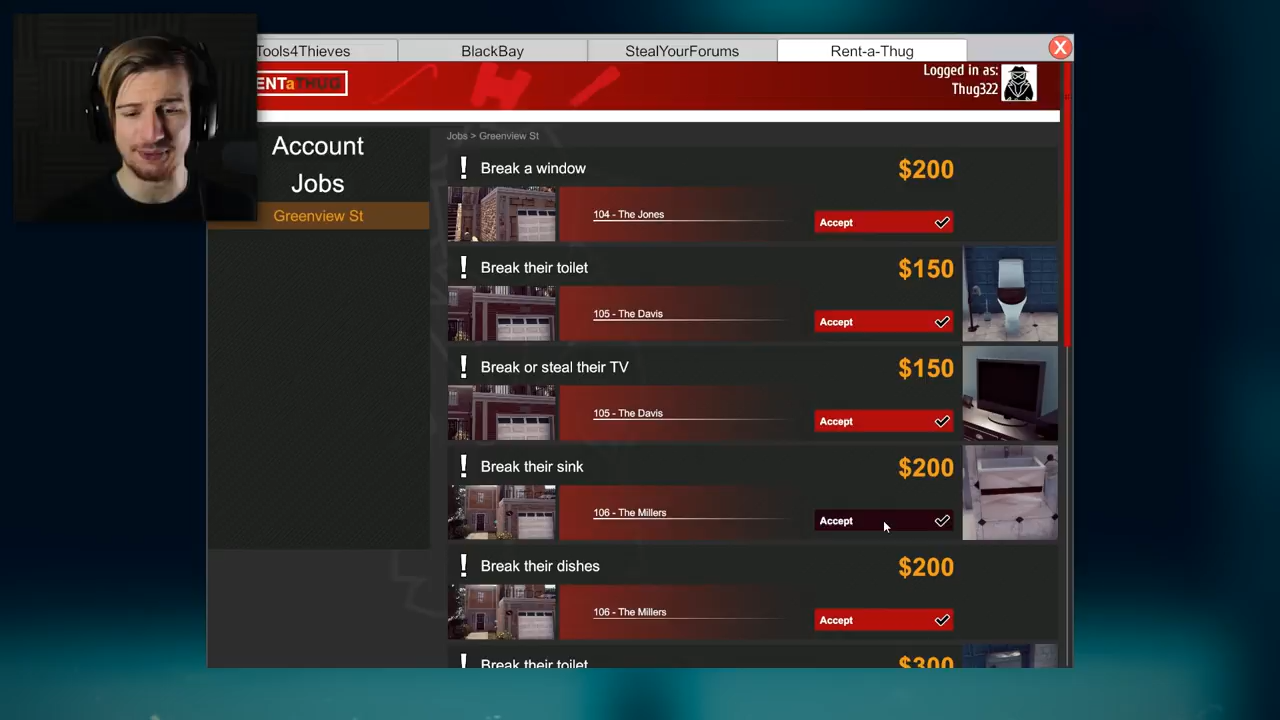 Tools4Thieves BlackBay StealYourForums Rent-a-Thug X
ENTaTHUG
Logged in as:
Thug322
Account
Jobs
Greenview St
Jobs > Greenview St
! Break a window $200
104 - The Jones Accept
! Break their toilet $150
105 - The Davis Accept
! Break or steal their TV $150
105 - The Davis Accept
! Break their sink $200
106 - The Millers Accept
! Break their dishes $200
106 - The Millers Accept
! Break their toilet $300